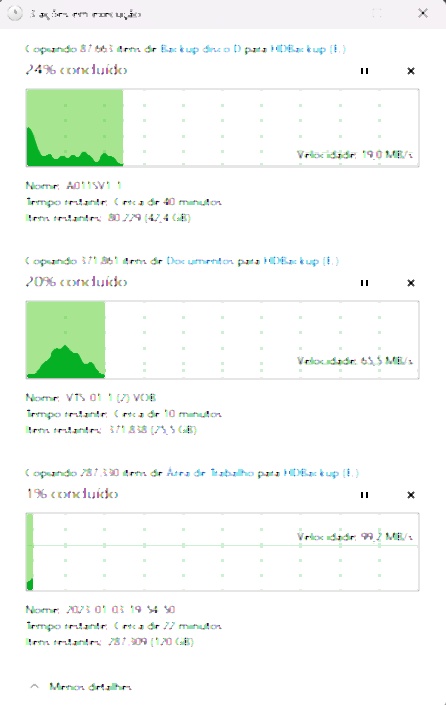 3 ações em execução
Copiando 87.663 itens de Backup disco D para HDBackup (E:)
24% concluído
Velocidade: 19,0 MB/s
Nome: A011SV1~1
Tempo restante: Cerca de 40 minutos
Itens restantes: 80.229 (42,4 GB)
Copiando 371.861 itens de Documentos para HDBackup (E:)
20% concluído
Velocidade: 65,5 MB/s
Nome: VTS_01_1 (2).VOB
Tempo restante: Cerca de 10 minutos
Itens restantes: 371.838 (25,5 GB)
Copiando 287.330 itens de Área de Trabalho para HDBackup (E:)
1% concluído
Velocidade: 99,2 MB/s
Nome: 2023-01-03-19-54-50
Tempo restante: Cerca de 22 minutos
Itens restantes: 287.309 (120 GB)
Menos detalhes